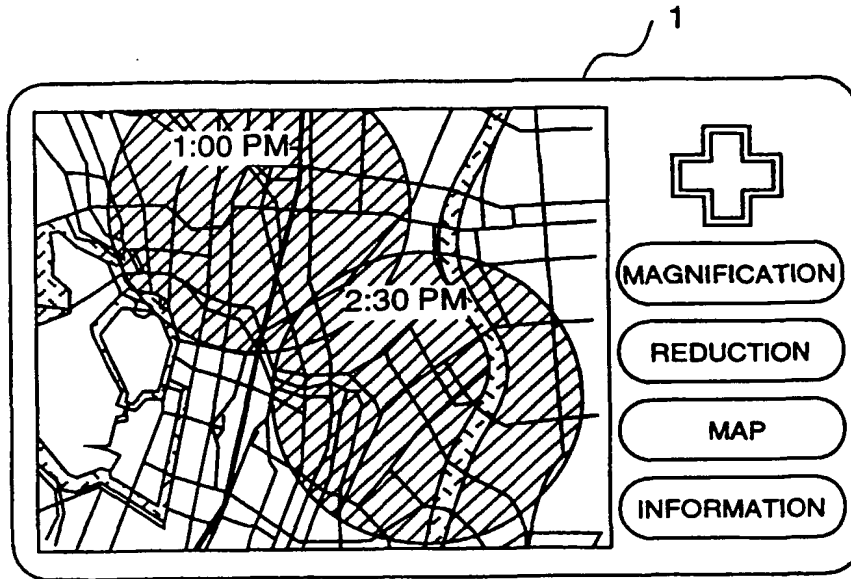 1
1:00 PM
2:30 PM
MAGNIFICATION
REDUCTION
MAP
INFORMATION